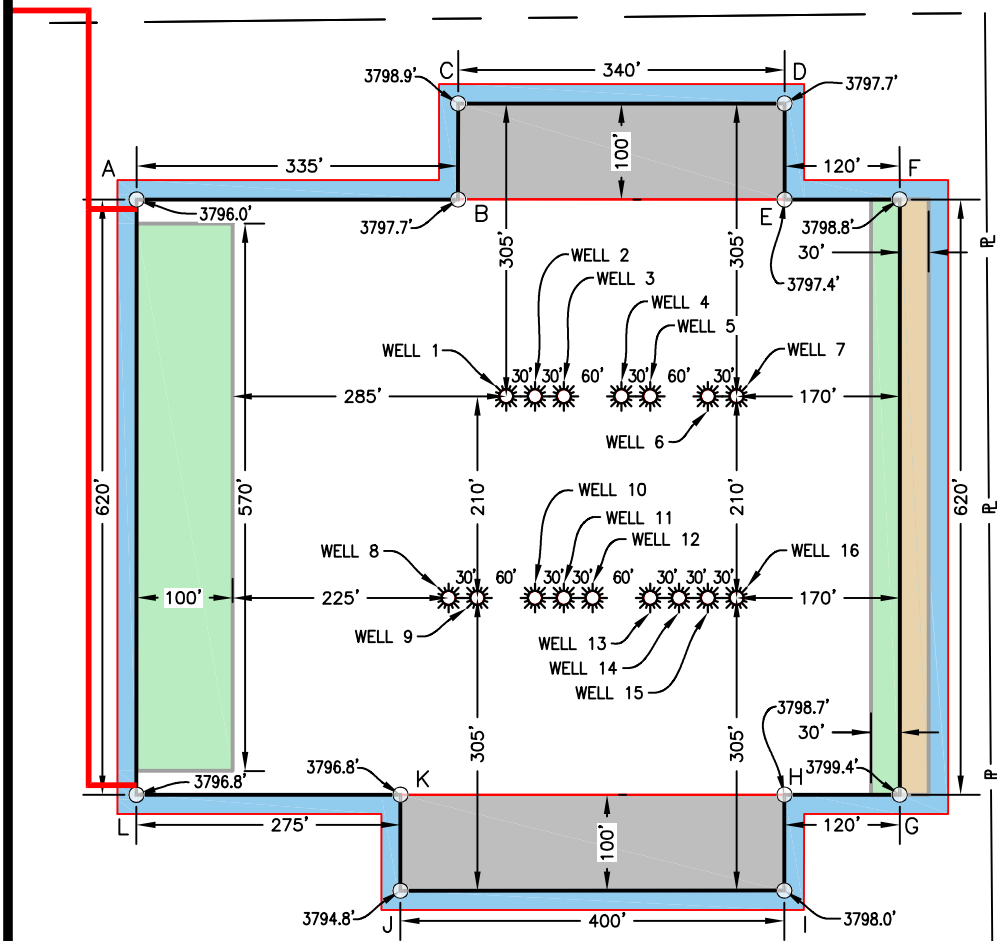 C
340'
D
3798.9'
3797.7'
A
335'
100'
120'
F
3796.0'
3797.7'
B
E
3798.8'
305'
305'
30'
PL
WELL 2
WELL 3
3797.4'
WELL 4
WELL 5
WELL 1
WELL 7
30'
30'
60'
30'
60'
30'
285'
170'
WELL 6
620'
570'
210'
210'
620'
PL
WELL 10
WELL 11
WELL 12
WELL 8
WELL 16
30'
60'
30'
30'
60'
30'
30'
30'
100'
225'
170'
WELL 9
WELL 13
WELL 14
WELL 15
3798.7'
305'
305'
30'
PL
3796.8'
3796.8'
K
H
3799.4'
L
275'
100'
120'
G
3794.8'
J
400'
I
3798.0'